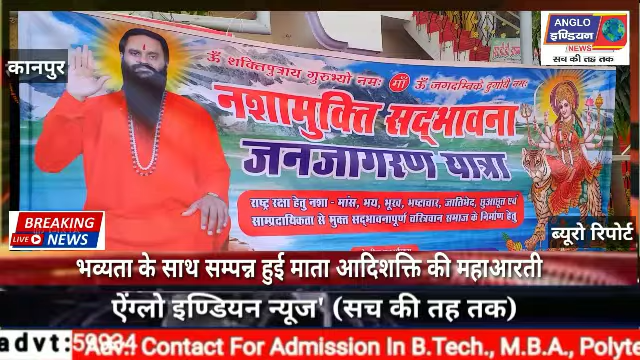 ANGLO
इण्डियन
NEWS
सच की तह तक
कानपुर
ॐ शक्तिपुत्राय गुरुभ्यो नमः माँ ॐ जगदम्बिके दुर्गायै नमः
नशामुक्ति सद्भावना
जनजागरण यात्रा
राष्ट्र रक्षा हेतु नशा - मांस, भय, भूख, भ्रष्टाचार, जातिभेद, छुआछूत एवं
साम्प्रदायिकता से मुक्त सद्भावनापूर्ण चरित्रवान समाज के निर्माण हेतु
BREAKING
LIVE NEWS
ब्यूरो रिपोर्ट
भव्यता के साथ सम्पन्न हुई माता आदिशक्ति की महाआरती
ऐंग्लो इण्डियन न्यूज' (सच की तह तक)
advt: Adv.: Contact For Admission In B.Tech., M.B.A., Polyte